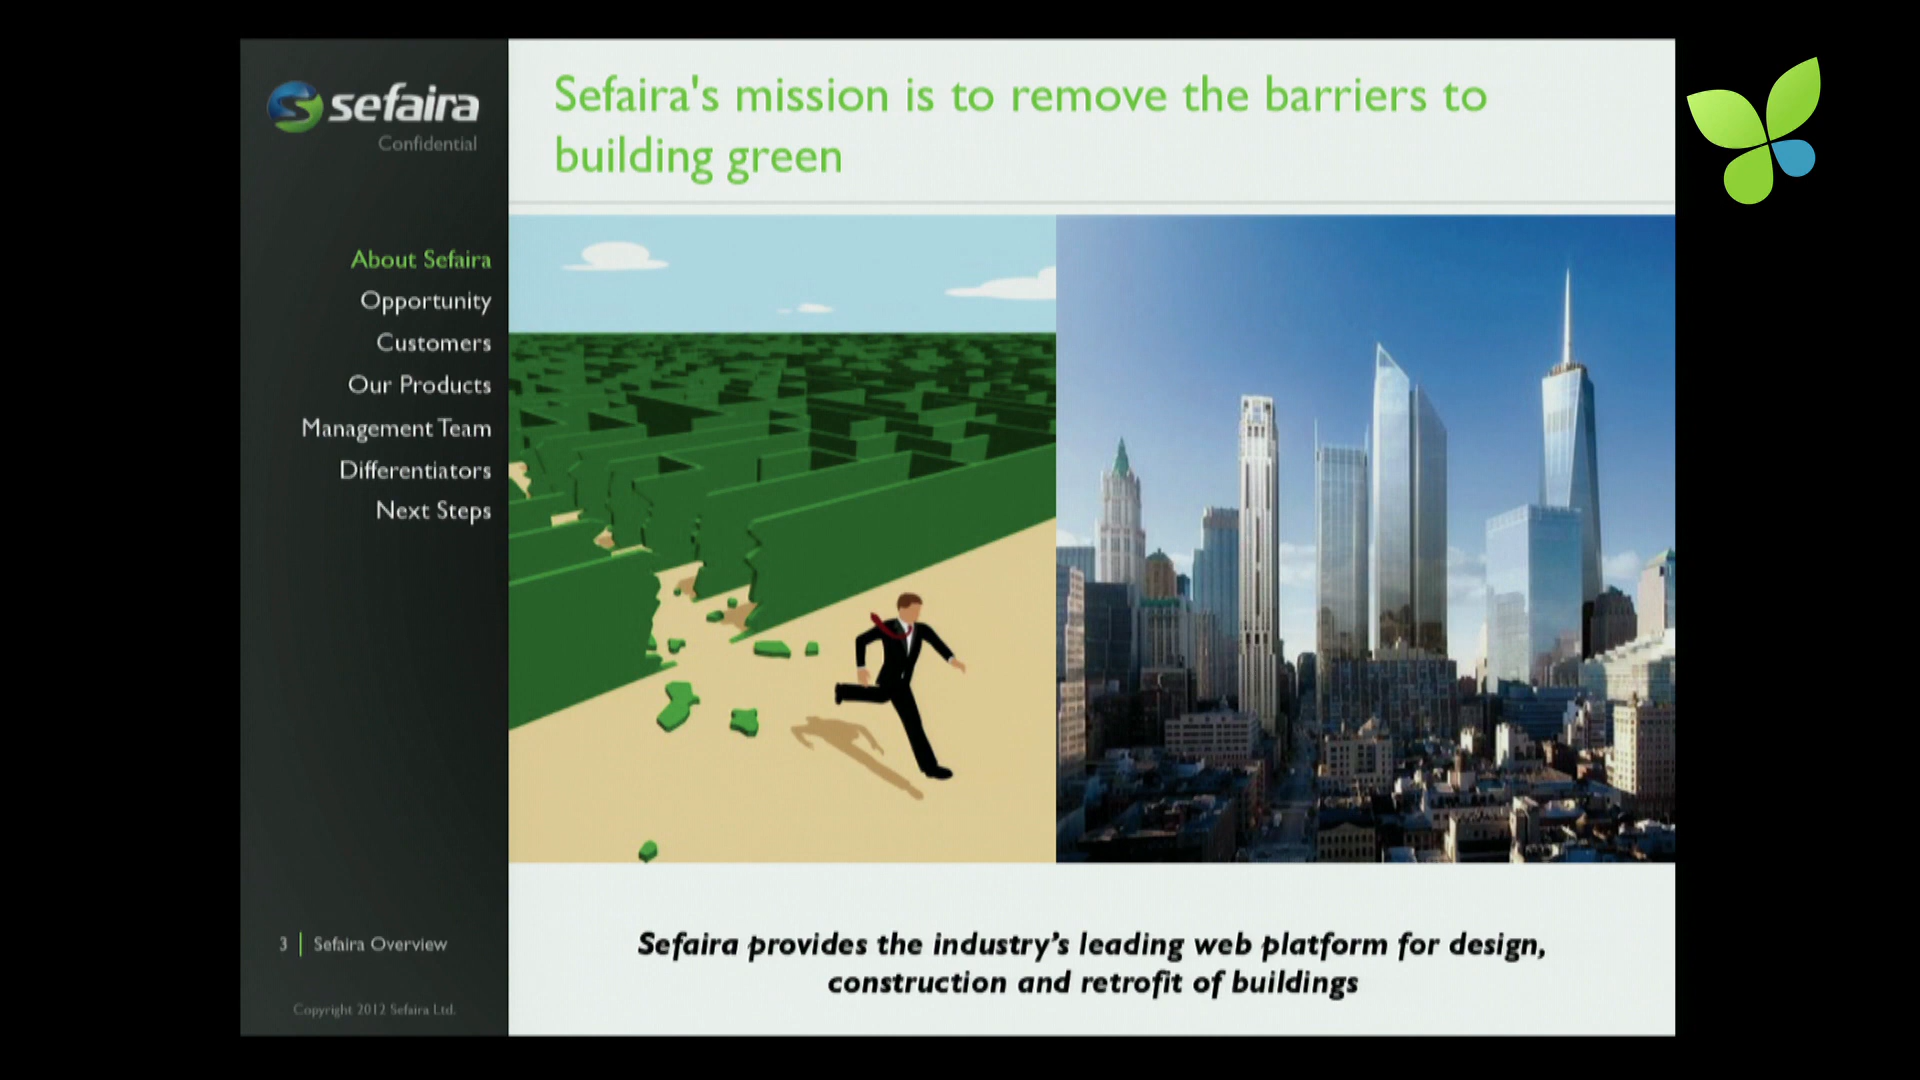 sefaira
Confidential
About Sefaira
Opportunity
Customers
Our Products
Management Team
Differentiators
Next Steps
3 | Sefaira Overview
Copyright 2012 Sefaira Ltd.
Sefaira's mission is to remove the barriers to
building green
Sefaira provides the industry’s leading web platform for design,
construction and retrofit of buildings